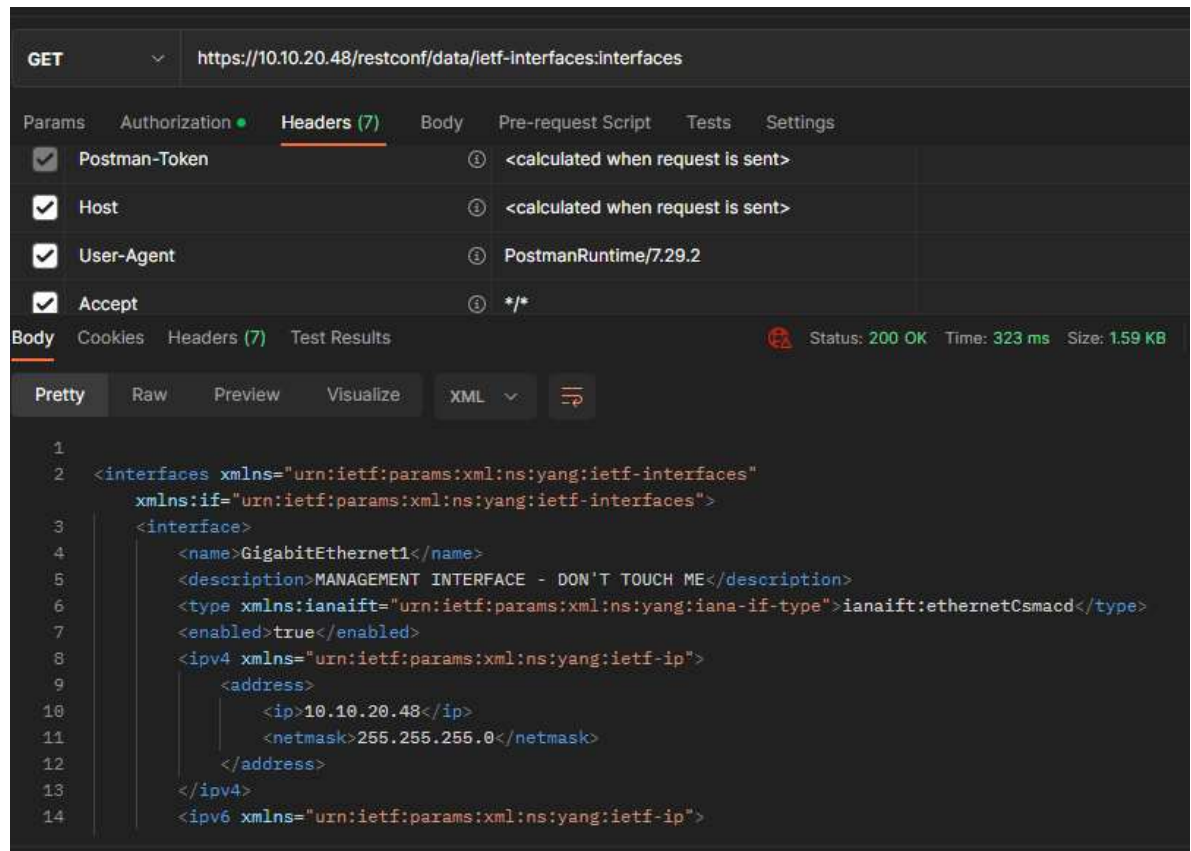 GET https://10.10.20.48/restconf/data/ietf-interfaces:interfaces
Params Authorization Headers (7) Body Pre-request Script Tests Settings
Postman-Token <calculated when request is sent>
Host <calculated when request is sent>
User-Agent PostmanRuntime/7.29.2
Accept */*
Body Cookies Headers (7) Test Results Status: 200 OK Time: 323 ms Size: 1.59 KB
Pretty Raw Preview Visualize XML
1
2 <interfaces xmlns="urn:ietf:params:xml:ns:yang:ietf-interfaces"
xmlns:if="urn:ietf:params:xml:ns:yang:ietf-interfaces">
3 <interface>
4 <name>GigabitEthernet1</name>
5 <description>MANAGEMENT INTERFACE - DON'T TOUCH ME</description>
6 <type xmlns:ianaift="urn:ietf:params:xml:ns:yang:iana-if-type">ianaift:ethernetCsmacd</type>
7 <enabled>true</enabled>
8 <ipv4 xmlns="urn:ietf:params:xml:ns:yang:ietf-ip">
9 <address>
10 <ip>10.10.20.48</ip>
11 <netmask>255.255.255.0</netmask>
12 </address>
13 </ipv4>
14 <ipv6 xmlns="urn:ietf:params:xml:ns:yang:ietf-ip">